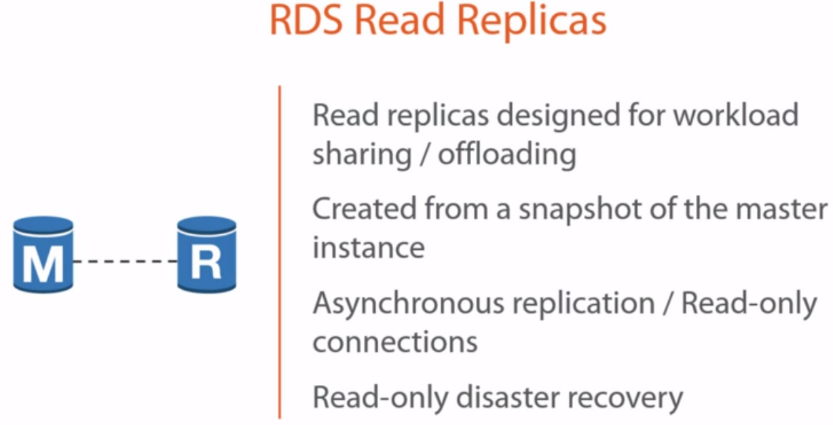 RDS Read Replicas
Read replicas designed for workload
sharing / offloading
Created from a snapshot of the master
instance
M
R
Asynchronous replication / Read-only
connections
Read-only disaster recovery